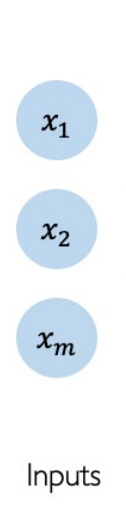 x₁
x₂
xₘ
Inputs